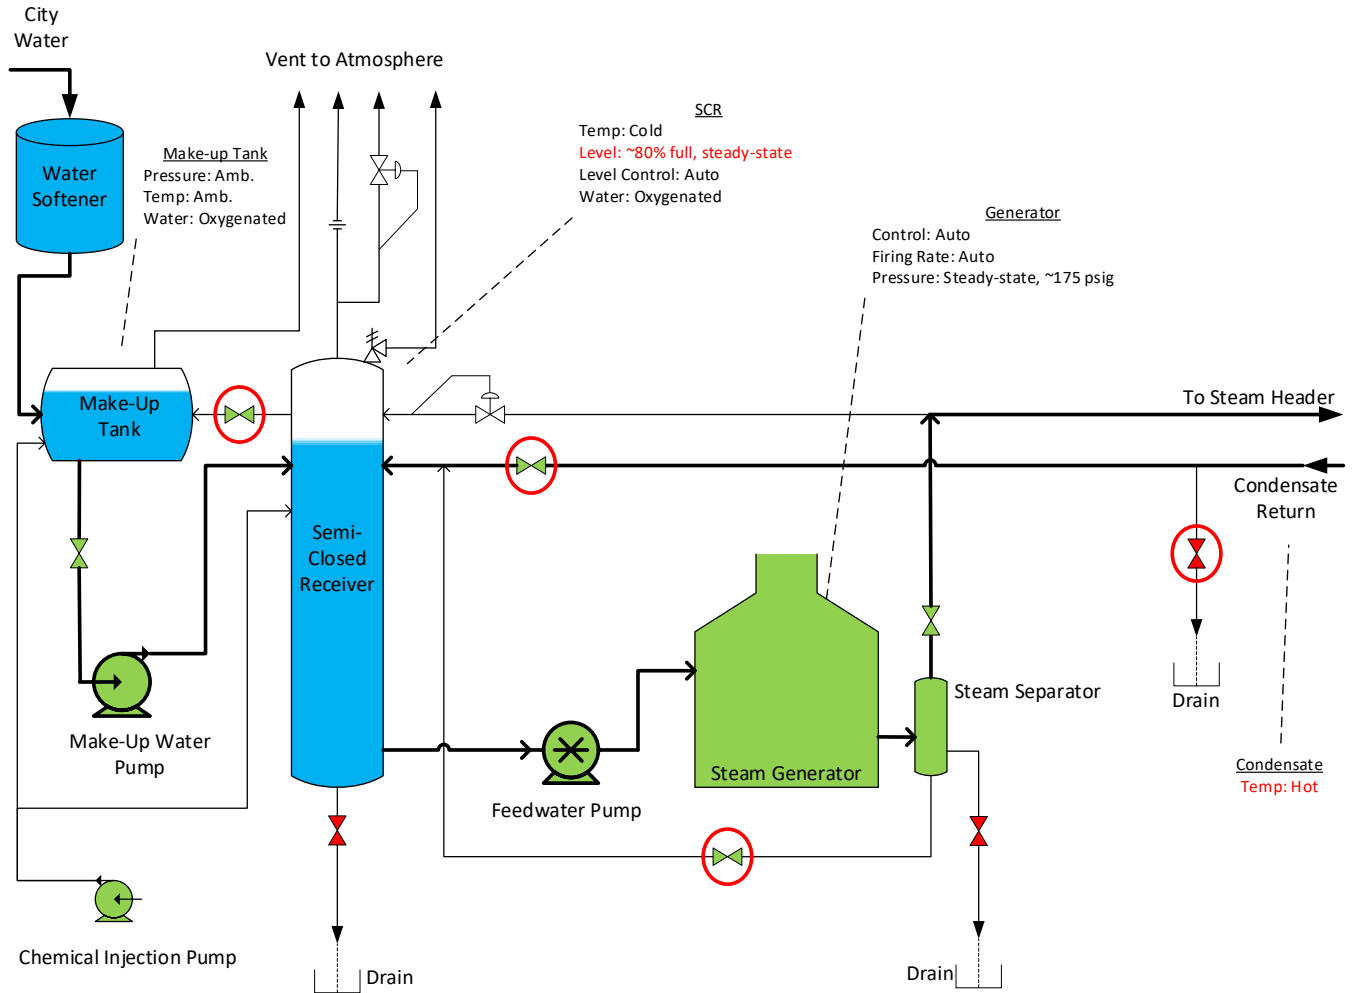 City
Water
Vent to Atmosphere
SCR
Temp: Cold
Level: ~80% full, steady-state
Level Control: Auto
Water: Oxygenated
Make-up Tank
Pressure: Amb.
Temp: Amb.
Water: Oxygenated
Water
Softener
Generator
Control: Auto
Firing Rate: Auto
Pressure: Steady-state, ~175 psig
Make-Up
Tank
To Steam Header
Condensate
Return
Semi-
Closed
Receiver
Steam Separator
Drain
Make-Up Water
Pump
Steam Generator
Feedwater Pump
Condensate
Temp: Hot
Chemical Injection Pump
Drain
Drain